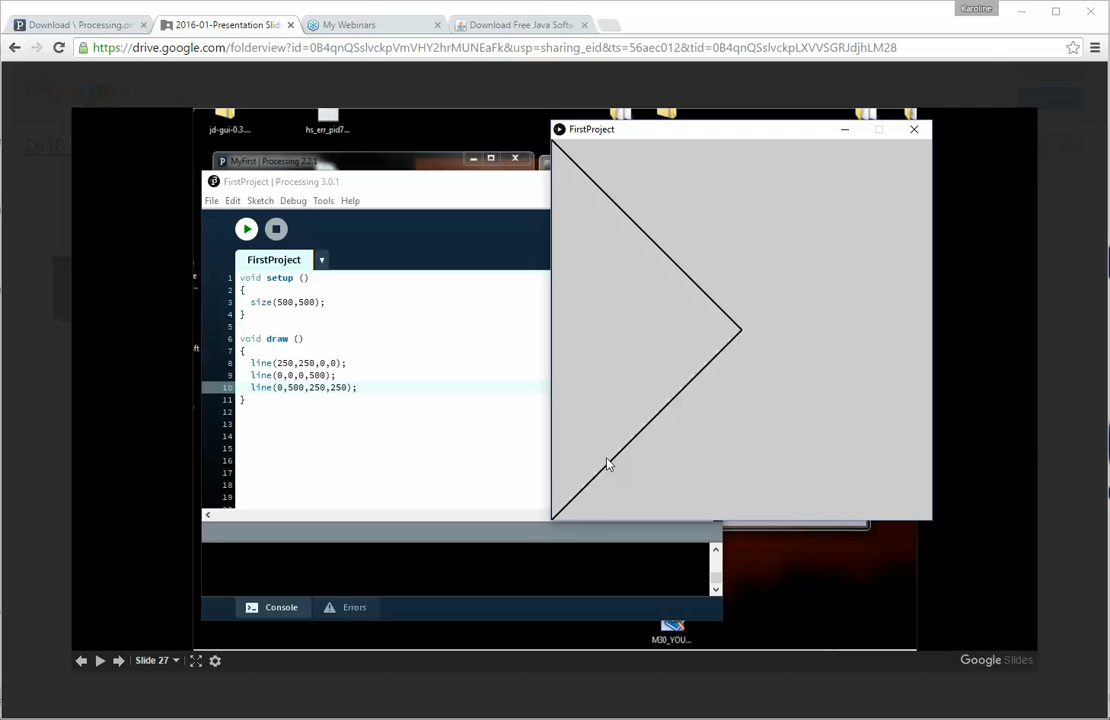 Karoline
Download \ Processing.or
2016-01-Presentation Slid
My Webinars
Download Free Java Softw
https://drive.google.com/folderview?id=0B4qnQSslvckpVmVHY2hrMUNEaFk&usp=sharing_eid&ts=56aec012&tid=0B4qnQSslvckpLXVVSGRJdjhLM28
jd-gui-0.3....
hs_err_pid7...
MyFirst | Processing 2.2.1
FirstProject
FirstProject | Processing 3.0.1
File Edit Sketch Debug Tools Help
FirstProject
1 void setup ()
2 {
3 size(500,500);
4 }
5
6 void draw ()
7 {
8 line(250,250,0,0);
9 line(0,0,0,500);
10 line(0,500,250,250);
11 }
12
13
14
15
16
17
18
19
Console
Errors
M30_YOU...
Slide 27
Google Slides